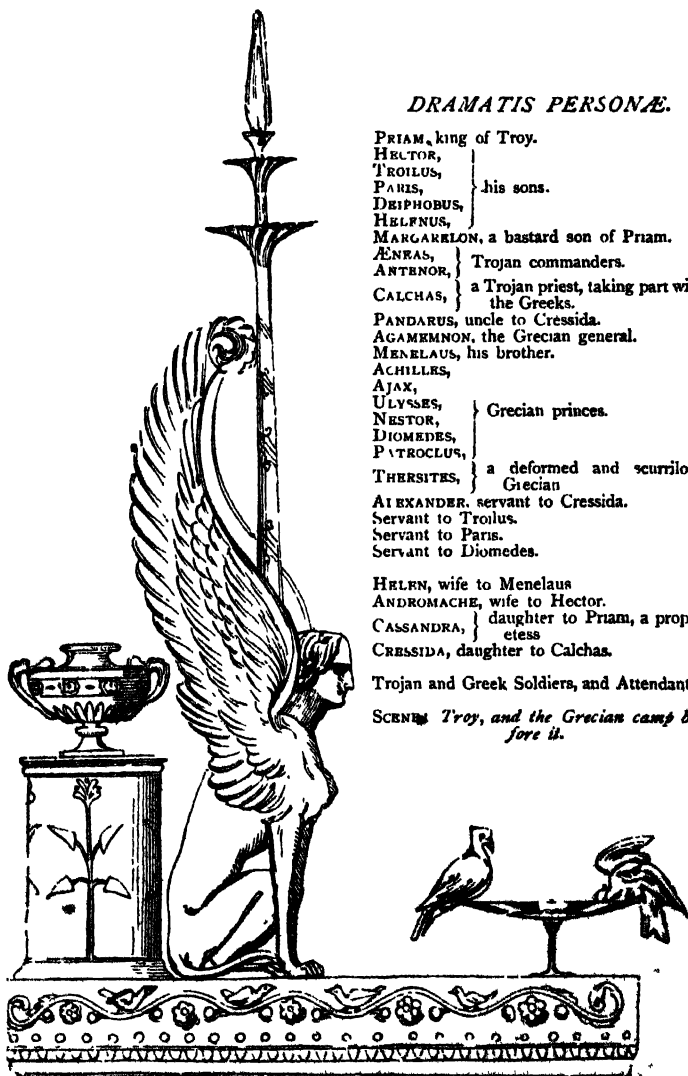 DRAMATIS PERSONÆ.
PRIAM, king of Troy.
HECTOR,
TROILUS,
PARIS, } his sons.
DEIPHOBUS,
HELENUS,
MARGARELON, a bastard son of Priam.
ÆNEAS,
ANTENOR, } Trojan commanders.
CALCHAS, } a Trojan priest, taking part wi
the Greeks.
PANDARUS, uncle to Cressida.
AGAMEMNON, the Grecian general.
MENELAUS, his brother.
ACHILLES,
AJAX,
ULYSSES,
NESTOR, } Grecian princes.
DIOMEDES,
PATROCLUS,
THERSITES, } a deformed and scurrilo
Grecian
ALEXANDER, servant to Cressida.
Servant to Troilus.
Servant to Paris.
Servant to Diomedes.
HELEN, wife to Menelaus
ANDROMACHE, wife to Hector.
CASSANDRA, } daughter to Priam, a prop
etess
CRESSIDA, daughter to Calchas.
Trojan and Greek Soldiers, and Attendant
SCENE: Troy, and the Grecian camp b
fore it.